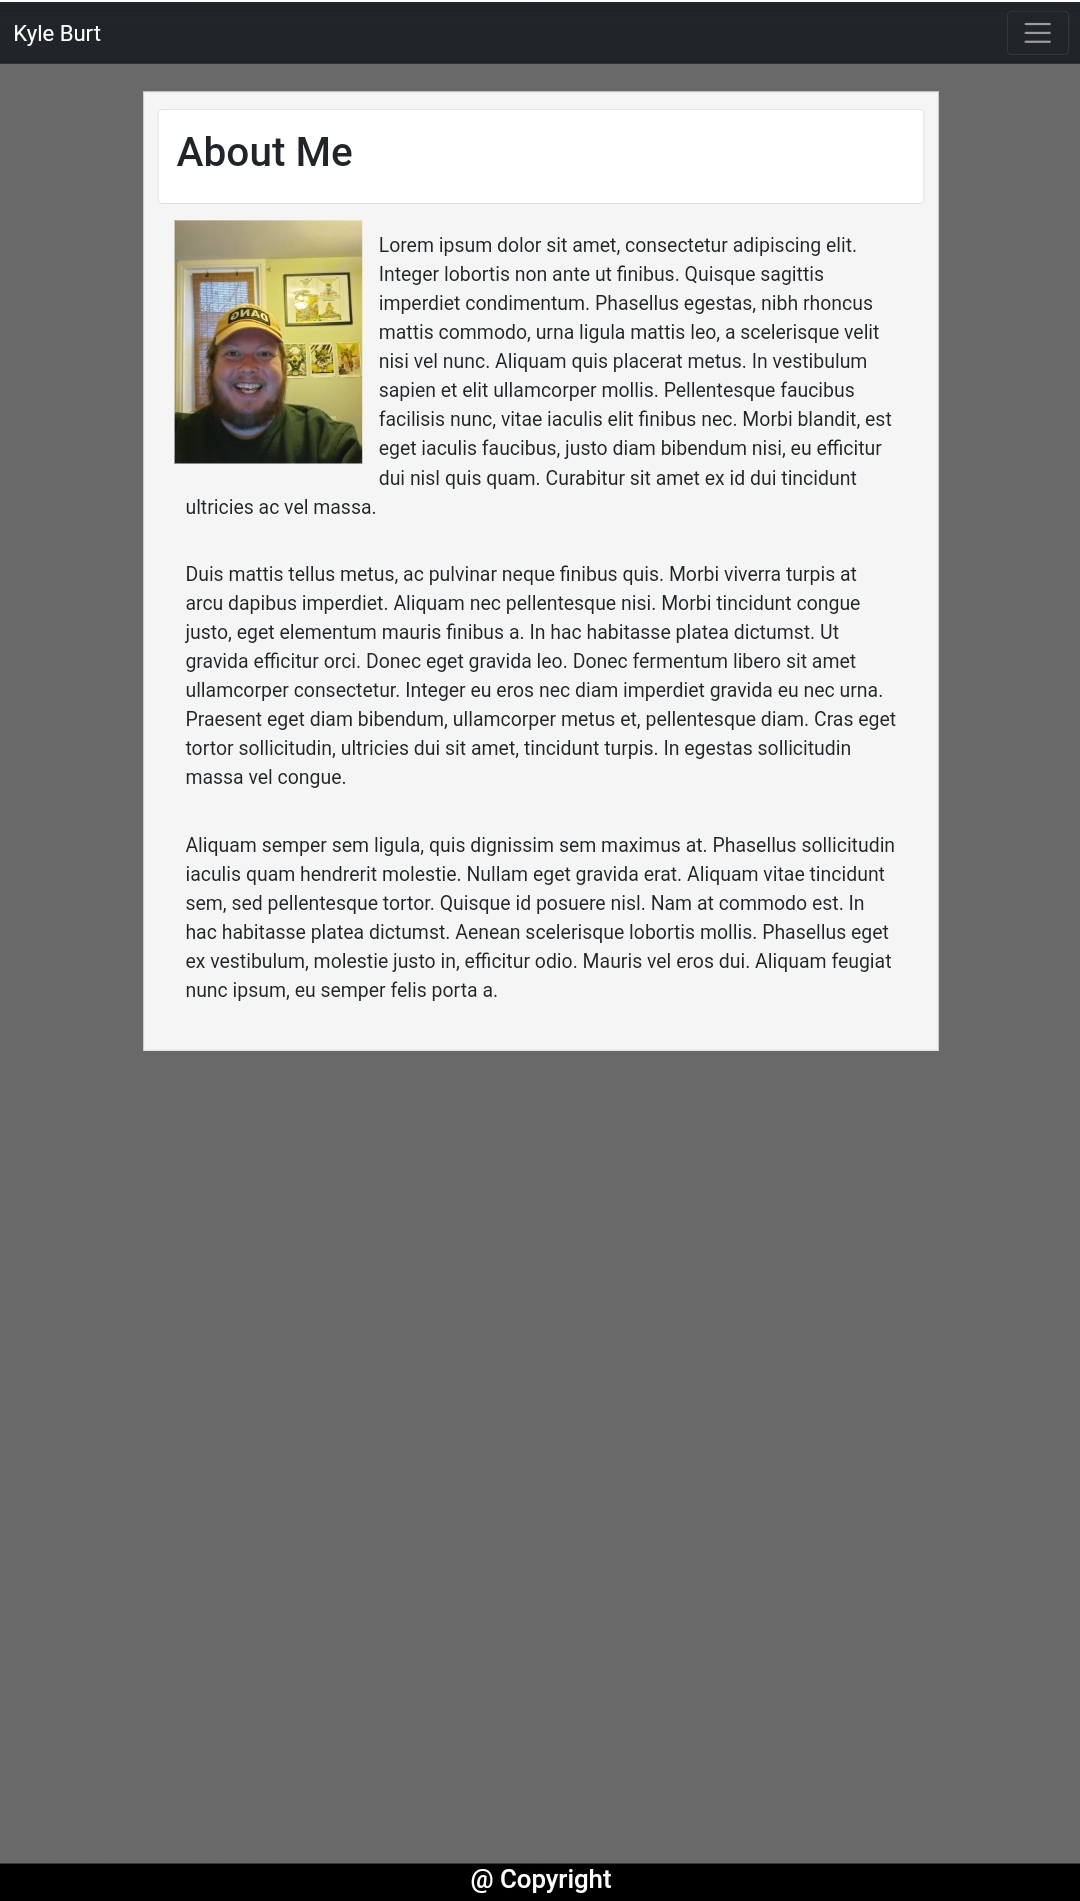 Kyle Burt
About Me
DANG
Lorem ipsum dolor sit amet, consectetur adipiscing elit.
Integer lobortis non ante ut finibus. Quisque sagittis
imperdiet condimentum. Phasellus egestas, nibh rhoncus
mattis commodo, urna ligula mattis leo, a scelerisque velit
nisi vel nunc. Aliquam quis placerat metus. In vestibulum
sapien et elit ullamcorper mollis. Pellentesque faucibus
facilisis nunc, vitae iaculis elit finibus nec. Morbi blandit, est
eget iaculis faucibus, justo diam bibendum nisi, eu efficitur
dui nisl quis quam. Curabitur sit amet ex id dui tincidunt
ultricies ac vel massa.
Duis mattis tellus metus, ac pulvinar neque finibus quis. Morbi viverra turpis at
arcu dapibus imperdiet. Aliquam nec pellentesque nisi. Morbi tincidunt congue
justo, eget elementum mauris finibus a. In hac habitasse platea dictumst. Ut
gravida efficitur orci. Donec eget gravida leo. Donec fermentum libero sit amet
ullamcorper consectetur. Integer eu eros nec diam imperdiet gravida eu nec urna.
Praesent eget diam bibendum, ullamcorper metus et, pellentesque diam. Cras eget
tortor sollicitudin, ultricies dui sit amet, tincidunt turpis. In egestas sollicitudin
massa vel congue.
Aliquam semper sem ligula, quis dignissim sem maximus at. Phasellus sollicitudin
iaculis quam hendrerit molestie. Nullam eget gravida erat. Aliquam vitae tincidunt
sem, sed pellentesque tortor. Quisque id posuere nisl. Nam at commodo est. In
hac habitasse platea dictumst. Aenean scelerisque lobortis mollis. Phasellus eget
ex vestibulum, molestie justo in, efficitur odio. Mauris vel eros dui. Aliquam feugiat
nunc ipsum, eu semper felis porta a.
@ Copyright